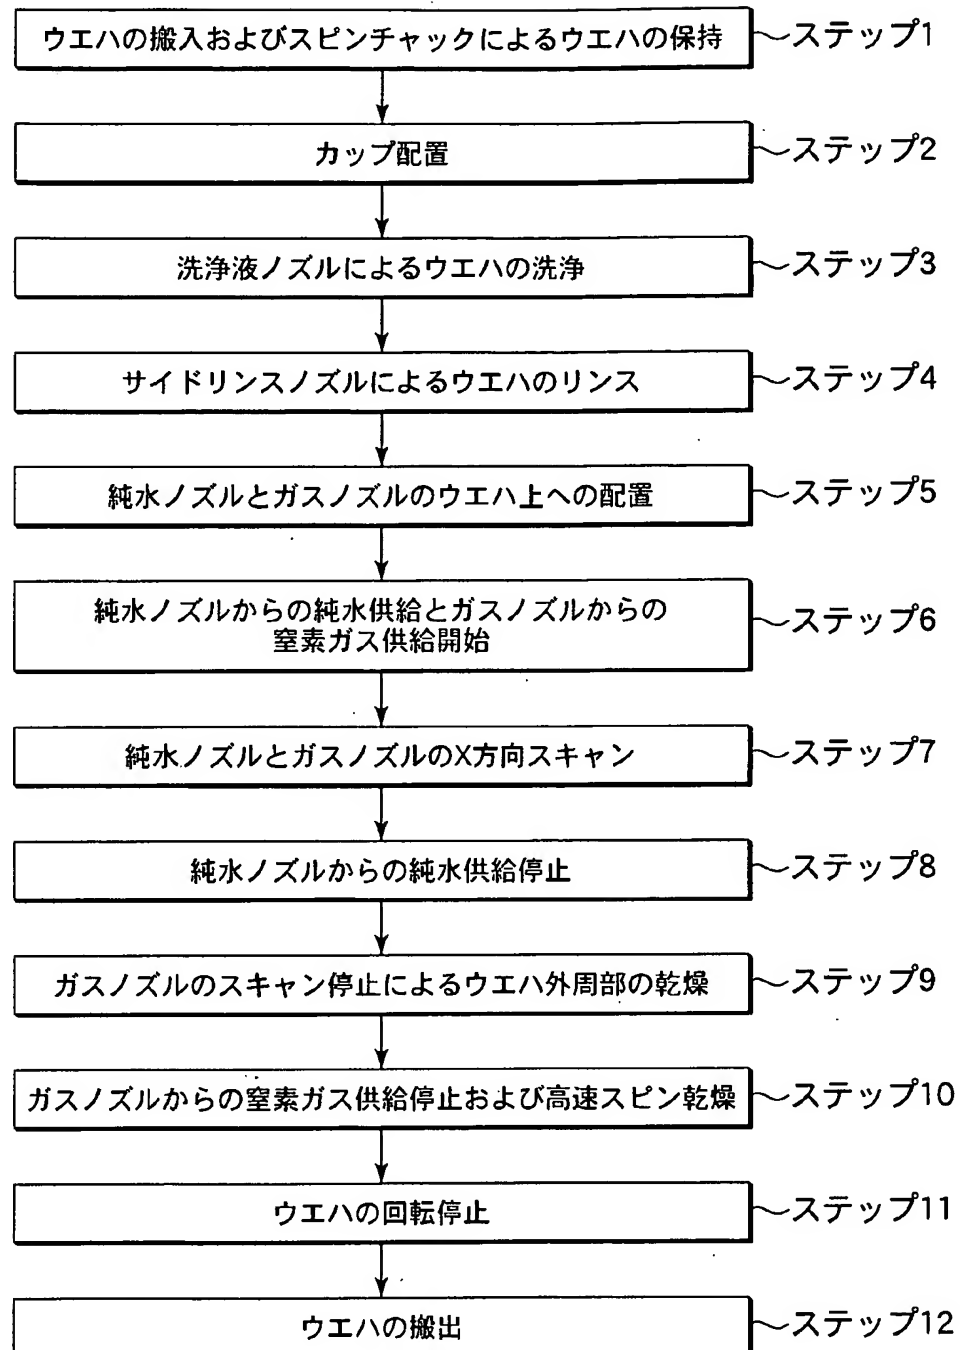 ウエハの搬入およびスピンチャックによるウエハの保持
ステップ1
カップ配置
ステップ2
洗浄液ノズルによるウエハの洗浄
ステップ3
サイドリンスノズルによるウエハのリンス
ステップ4
純水ノズルとガスノズルのウエハ上への配置
ステップ5
純水ノズルからの純水供給とガスノズルからの
窒素ガス供給開始
ステップ6
純水ノズルとガスノズルのX方向スキャン
ステップ7
純水ノズルからの純水供給停止
ステップ8
ガスノズルのスキャン停止によるウエハ外周部の乾燥
ステップ9
ガスノズルからの窒素ガス供給停止および高速スピン乾燥
ステップ10
ウエハの回転停止
ステップ11
ウエハの搬出
ステップ12